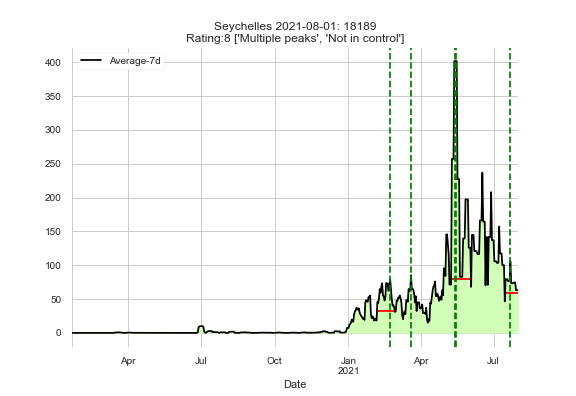 Seychelles 2021-08-01: 18189
Rating:8 ['Multiple peaks', 'Not in control']
Average-7d
400
350
300
250
200
150
100
50
0
Apr Jul Oct Jan Apr Jul
2021
Date